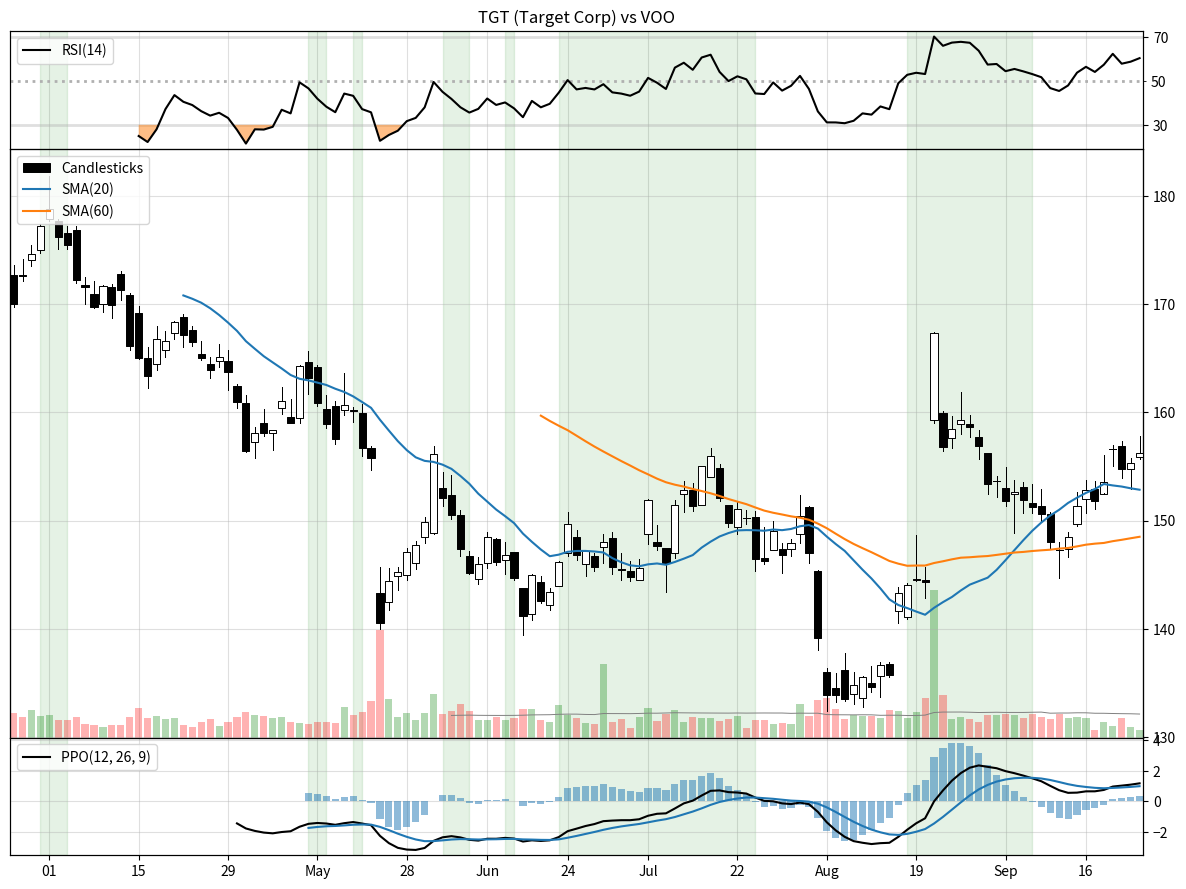 TGT (Target Corp) vs VOO
RSI(14)
70
50
30
Candlesticks
SMA(20)
SMA(60)
180
170
160
150
140
130
PPO(12, 26, 9)
4
2
0
−2
01 15 29 May 28 Jun 24 Jul 22 Aug 19 Sep 16